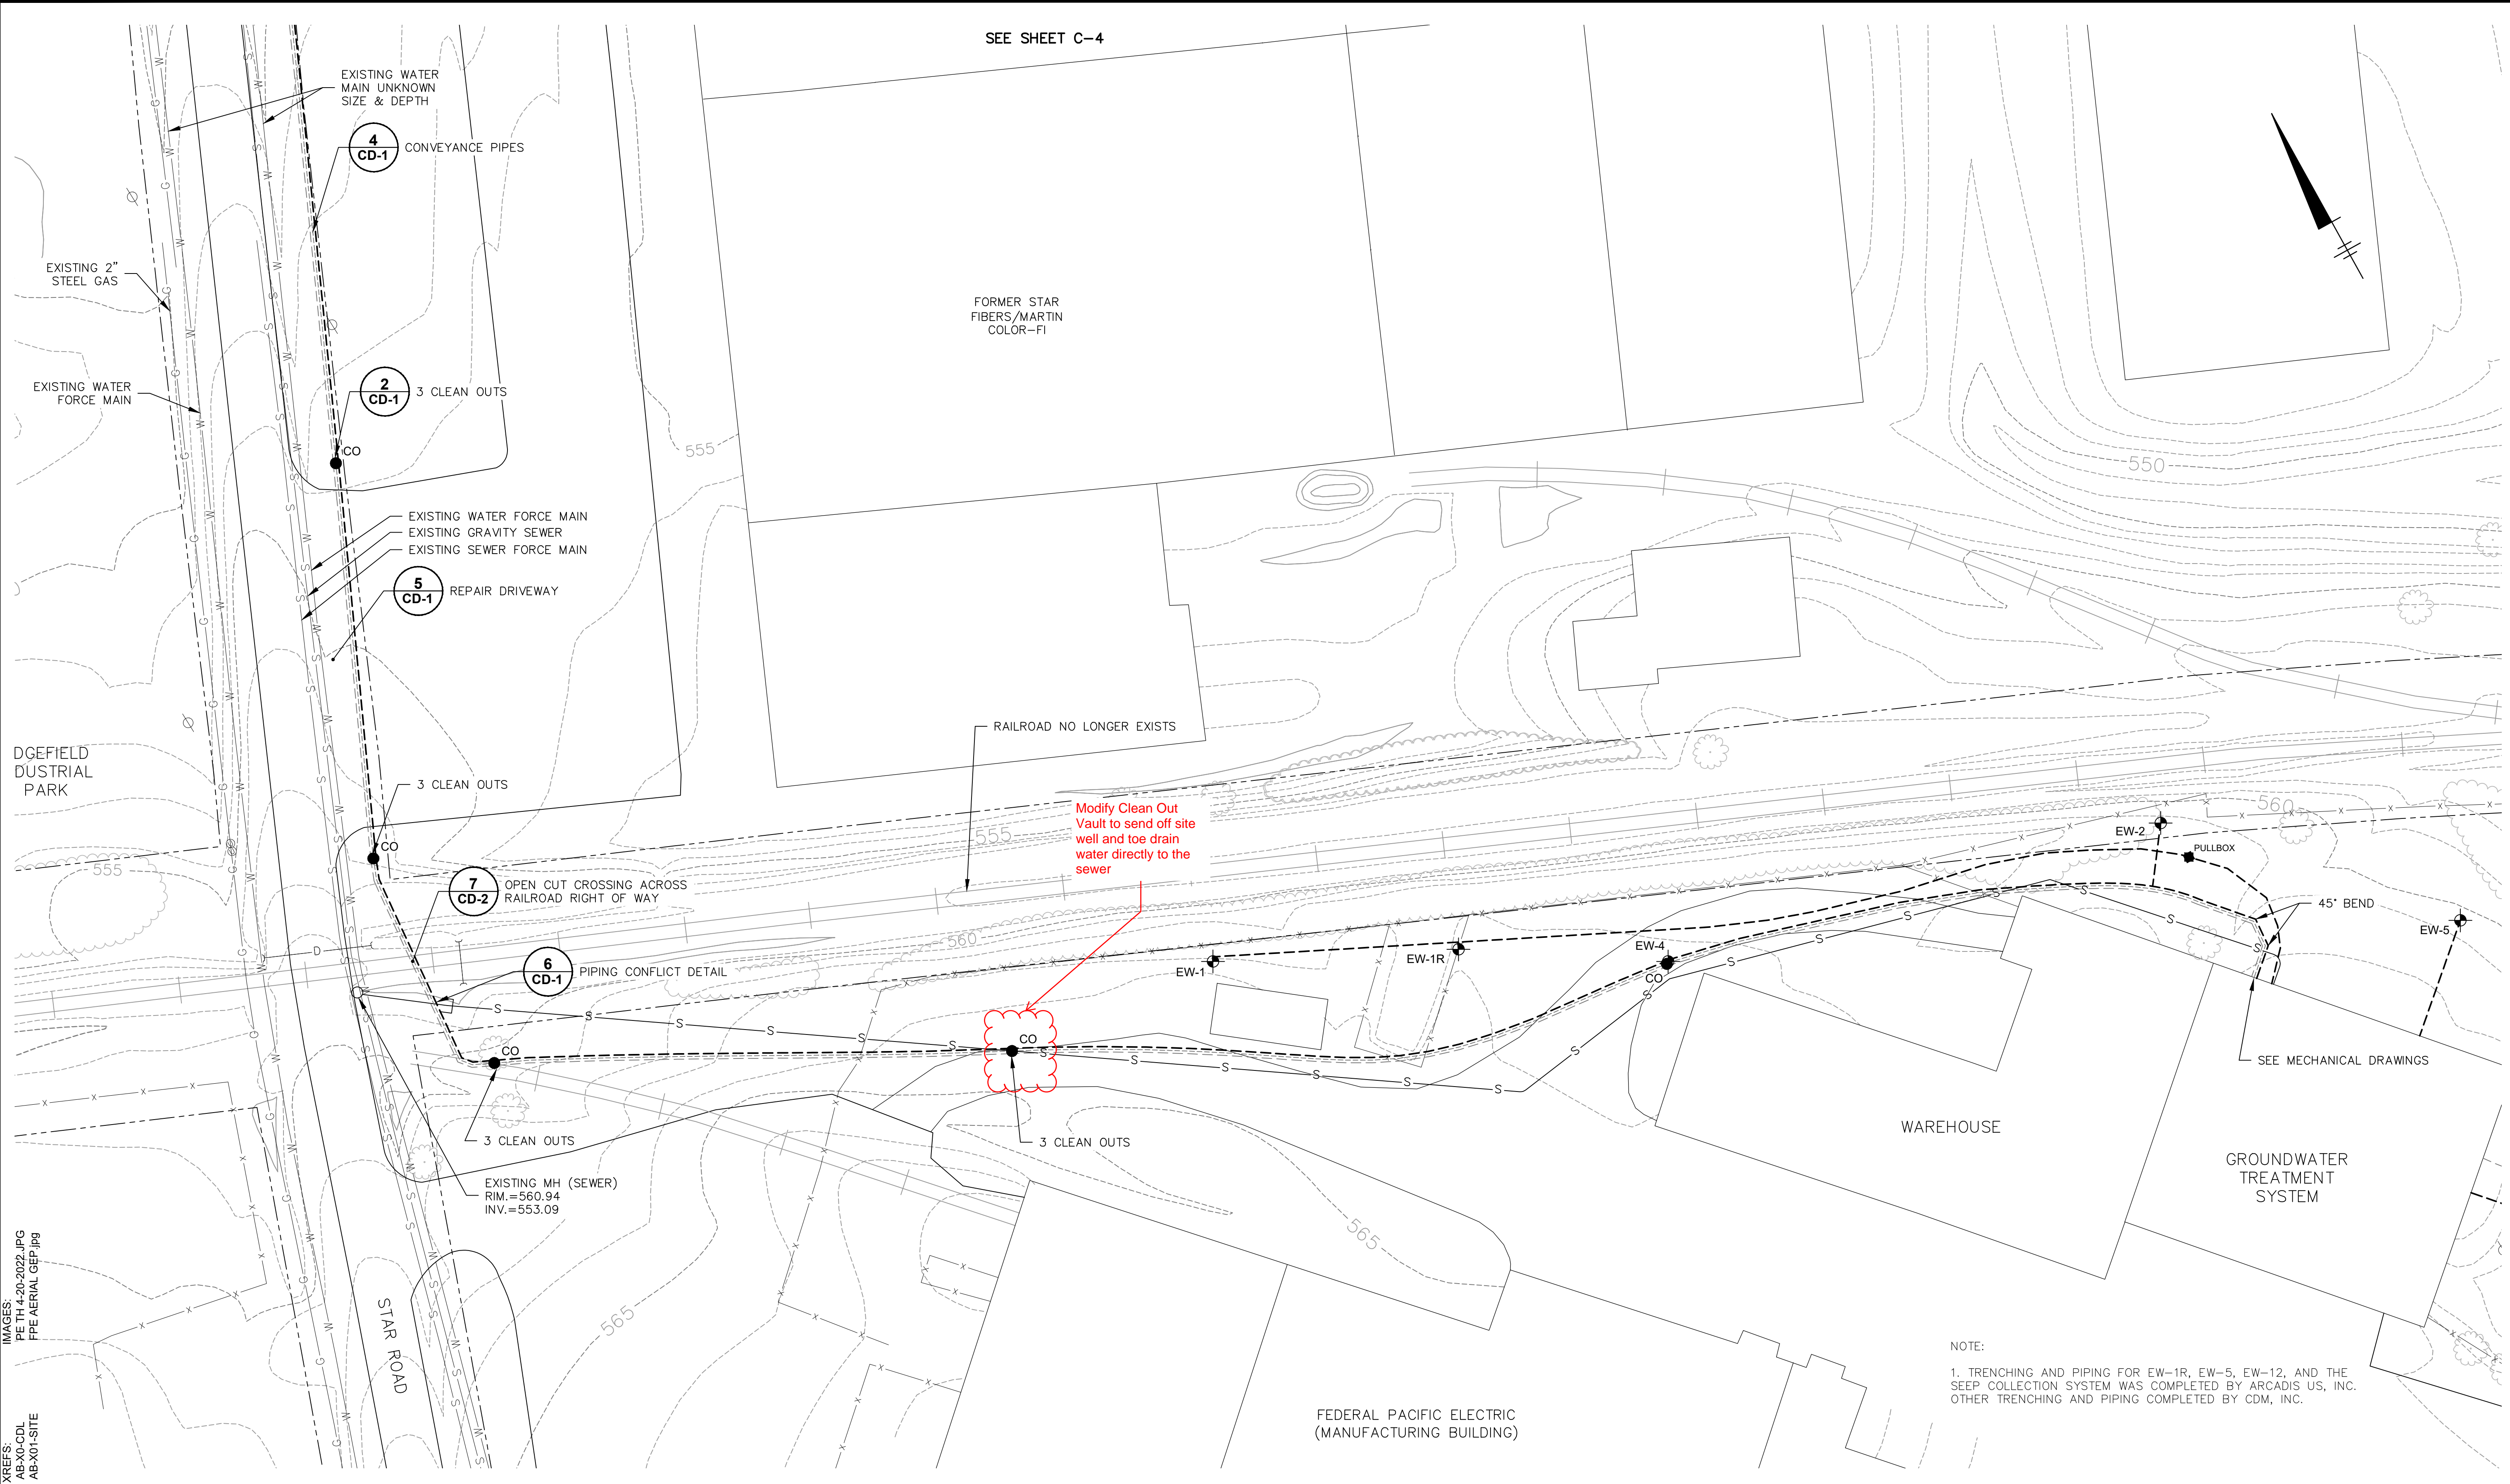 SEE SHEET C-4
EXISTING WATER
MAIN UNKNOWN
SIZE & DEPTH
4
CD-1
CONVEYANCE PIPES
EXISTING 2"
STEEL GAS
FORMER STAR
FIBERS/MARTIN
COLOR-FI
EXISTING WATER
FORCE MAIN
2
CD-1
3 CLEAN OUTS
CO
555
550
EXISTING WATER FORCE MAIN
EXISTING GRAVITY SEWER
EXISTING SEWER FORCE MAIN
5
CD-1
REPAIR DRIVEWAY
RAILROAD NO LONGER EXISTS
DGEFIELD
DUSTRIAL
PARK
3 CLEAN OUTS
CO
555
555
560
Modify Clean Out
Vault to send off site
well and toe drain
water directly to the
sewer
EW-2
PULLBOX
7
CD-2
OPEN CUT CROSSING ACROSS
RAILROAD RIGHT OF WAY
45° BEND
EW-5
D
560
EW-1
EW-1R
EW-4
CO
6
CD-1
PIPING CONFLICT DETAIL
CO
CO
SEE MECHANICAL DRAWINGS
3 CLEAN OUTS
3 CLEAN OUTS
WAREHOUSE
GROUNDWATER
TREATMENT
SYSTEM
EXISTING MH (SEWER)
RIM.=560.94
INV.=553.09
565
565
STAR ROAD
NOTE:
1. TRENCHING AND PIPING FOR EW-1R, EW-5, EW-12, AND THE
SEEP COLLECTION SYSTEM WAS COMPLETED BY ARCADIS US, INC.
OTHER TRENCHING AND PIPING COMPLETED BY CDM, INC.
FEDERAL PACIFIC ELECTRIC
(MANUFACTURING BUILDING)
IMAGES:
PE TH 4-20-2022.JPG
FPE AERIAL GEP.jpg
XREFS:
AB-X0-CDL
AB-X01-SITE